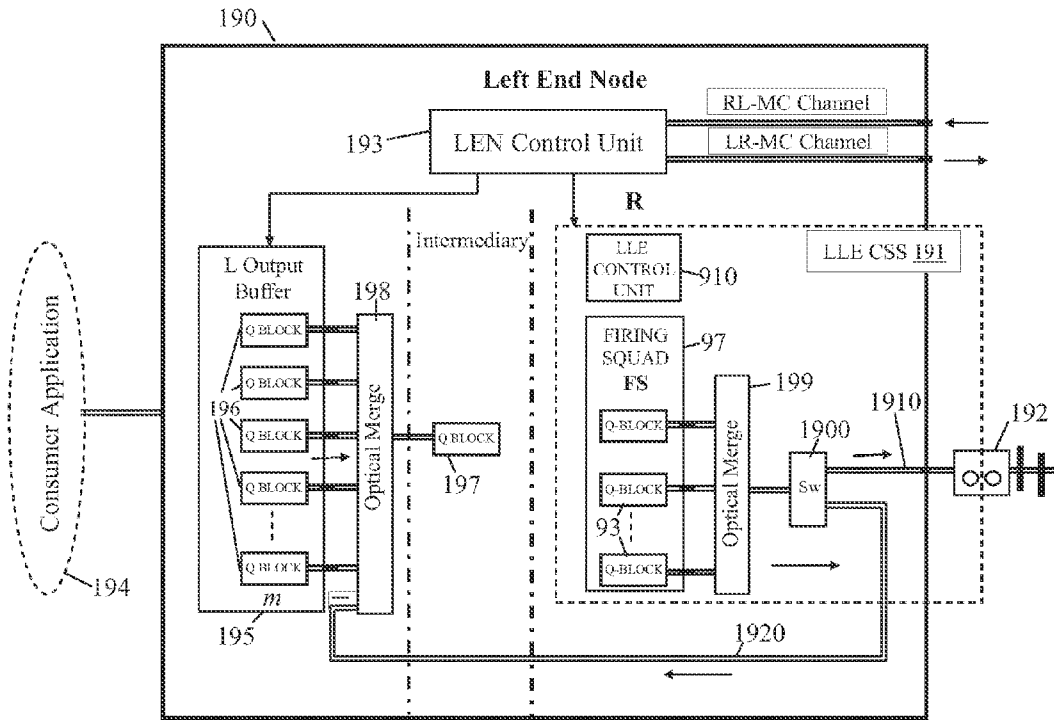 190
Left End Node
RL-MC Channel
LR-MC Channel
193
LEN Control Unit
R
Consumer Application
194
L Output
Buffer
Q BLOCK
Q BLOCK
196
Q BLOCK
Q BLOCK
Q BLOCK
m
195
198
Optical Merge
Intermediary
Q BLOCK
197
LLE CSS 191
LLE
CONTROL
UNIT
910
FIRING
SQUAD
FS
97
Q-BLOCK
Q-BLOCK
93
Q-BLOCK
199
Optical Merge
1900
Sw
1910
192
1920